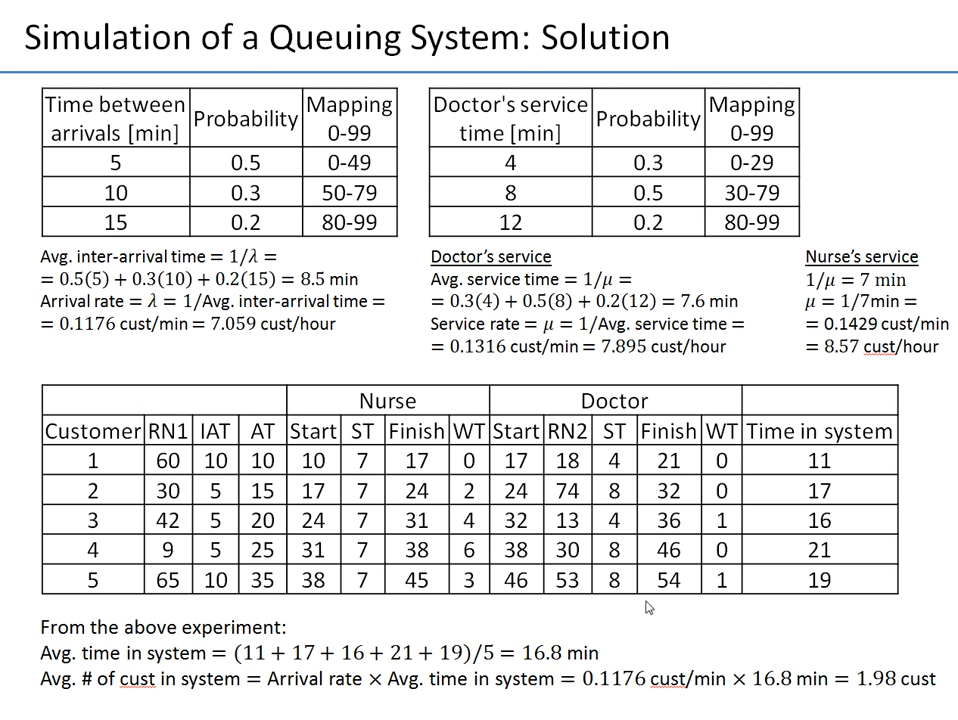 Simulation of a Queuing System: Solution
Time between arrivals [min] Probability Mapping 0-99
5 0.5 0-49
10 0.3 50-79
15 0.2 80-99
Doctor's service time [min] Probability Mapping 0-99
4 0.3 0-29
8 0.5 30-79
12 0.2 80-99
Avg. inter-arrival time = 1/λ =
= 0.5(5) + 0.3(10) + 0.2(15) = 8.5 min
Arrival rate = λ = 1/Avg. inter-arrival time =
= 0.1176 cust/min = 7.059 cust/hour
Doctor's service
Avg. service time = 1/μ =
= 0.3(4) + 0.5(8) + 0.2(12) = 7.6 min
Service rate = μ = 1/Avg. service time =
= 0.1316 cust/min = 7.895 cust/hour
Nurse's service
1/μ = 7 min
μ = 1/7min =
= 0.1429 cust/min
= 8.57 cust/hour
Nurse Doctor
Customer RN1 IAT AT Start ST Finish WT Start RN2 ST Finish WT Time in system
1 60 10 10 10 7 17 0 17 18 4 21 0 11
2 30 5 15 17 7 24 2 24 74 8 32 0 17
3 42 5 20 24 7 31 4 32 13 4 36 1 16
4 9 5 25 31 7 38 6 38 30 8 46 0 21
5 65 10 35 38 7 45 3 46 53 8 54 1 19
From the above experiment:
Avg. time in system = (11 + 17 + 16 + 21 + 19)/5 = 16.8 min
Avg. # of cust in system = Arrival rate × Avg. time in system = 0.1176 cust/min × 16.8 min = 1.98 cust